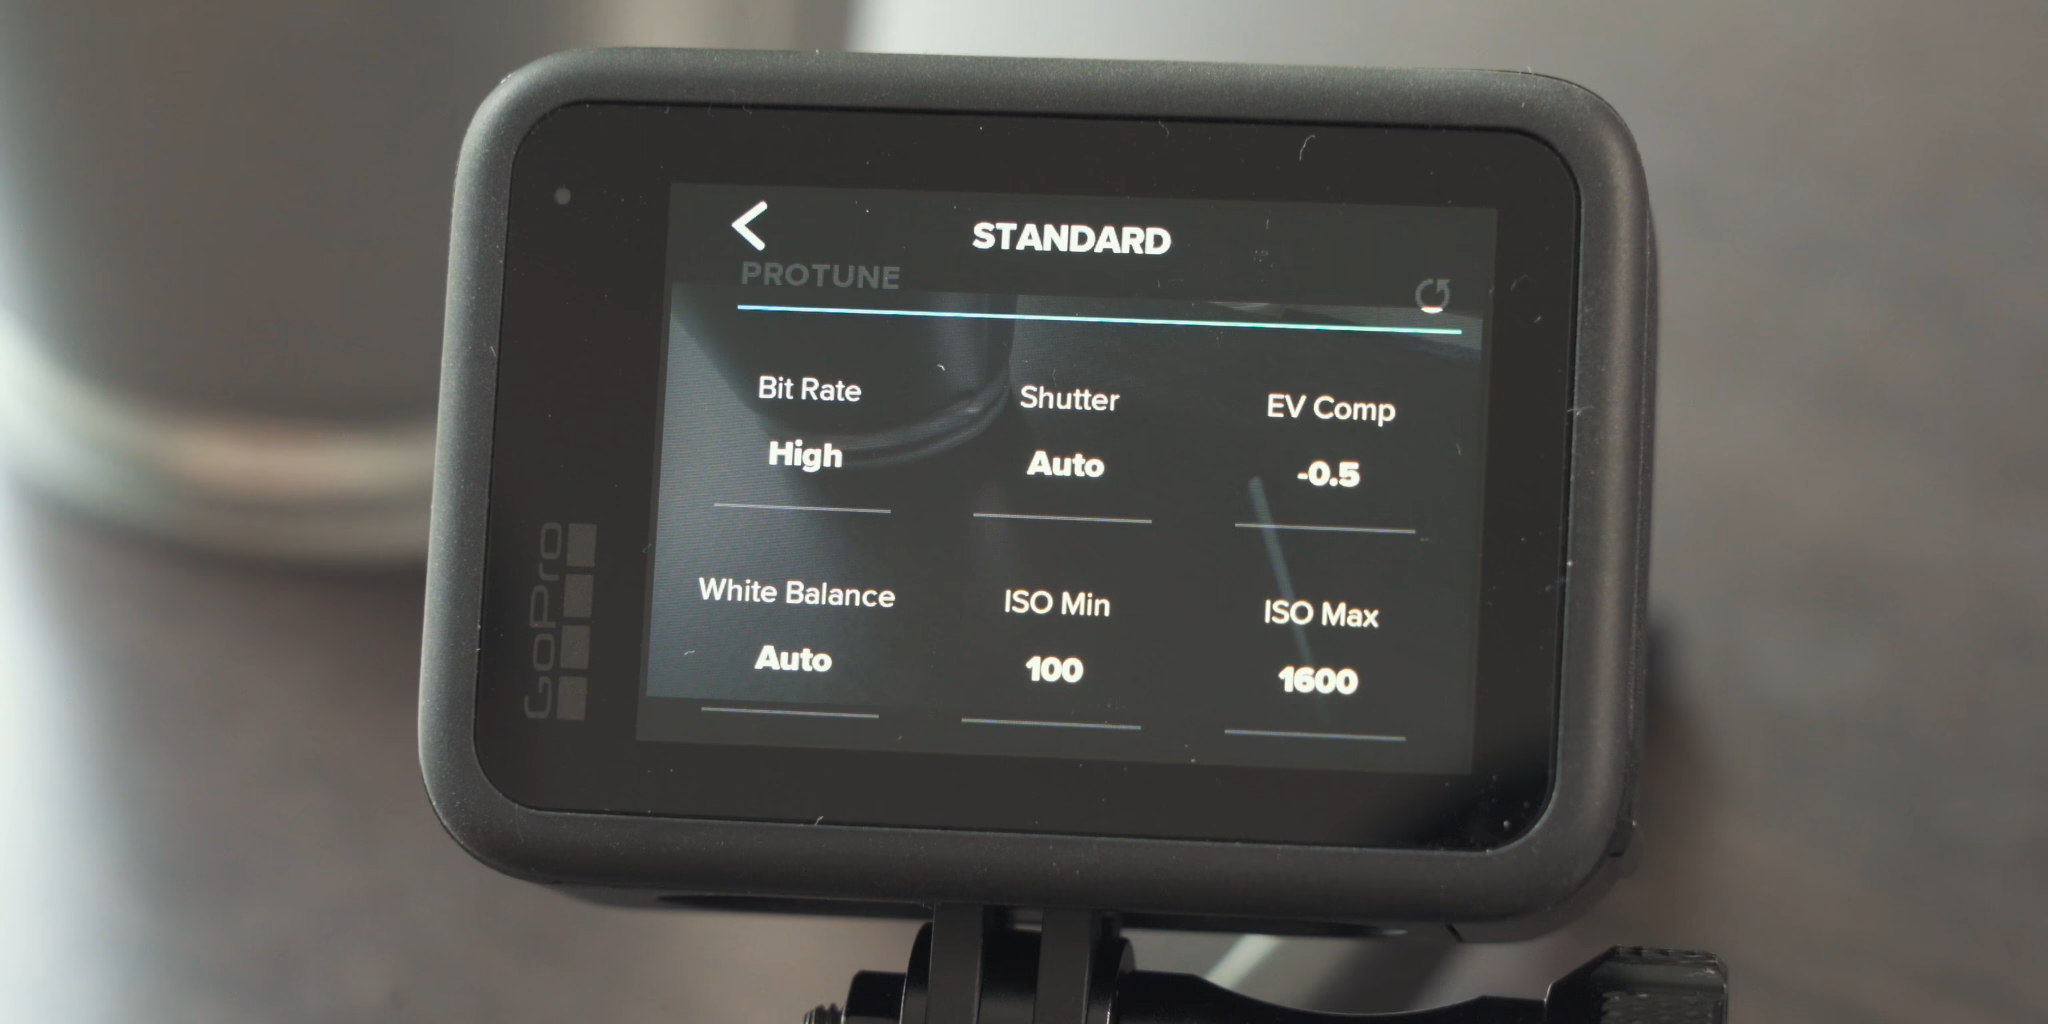 STANDARD
PROTUNE
Bit Rate
Shutter
EV Comp
High
Auto
-0.5
White Balance
ISO Min
ISO Max
Auto
100
1600
GoPro